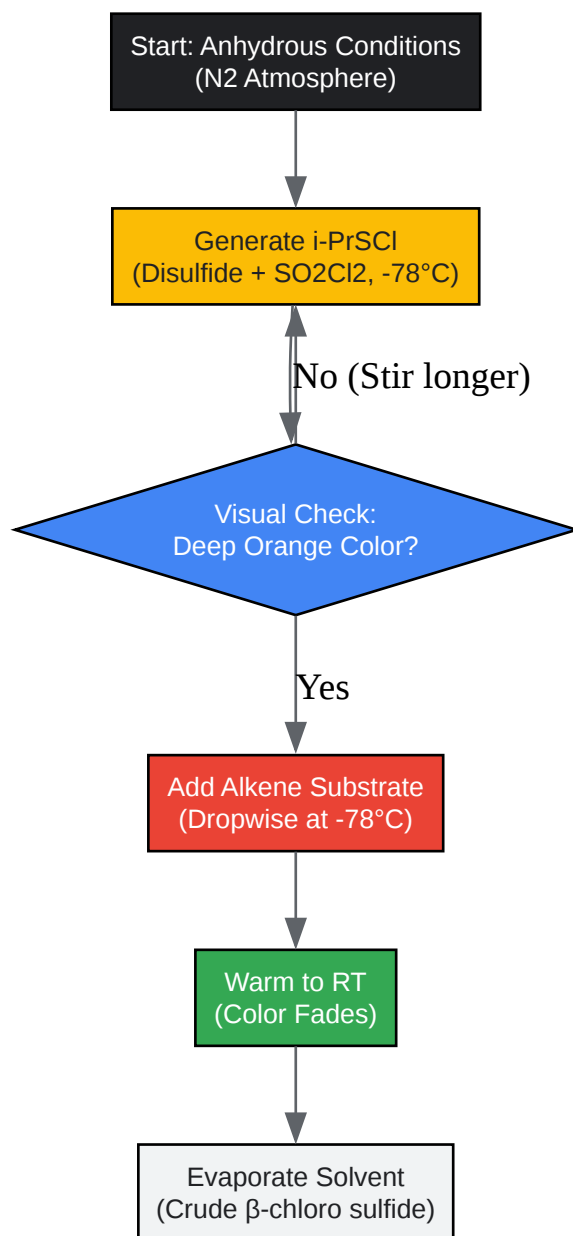 Start: Anhydrous Conditions
(N2 Atmosphere)
Generate i-PrSCl
(Disulfide + SO2Cl2, -78°C)
No (Stir longer)
Visual Check:
Deep Orange Color?
Yes
Add Alkene Substrate
(Dropwise at -78°C)
Warm to RT
(Color Fades)
Evaporate Solvent
(Crude β-chloro sulfide)